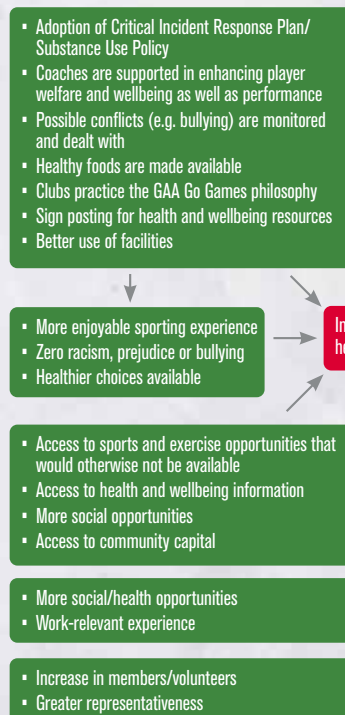 ▪ Adoption of Critical Incident Response Plan/
Substance Use Policy
▪ Coaches are supported in enhancing player
welfare and wellbeing as well as performance
▪ Possible conflicts (e.g. bullying) are monitored
and dealt with
▪ Healthy foods are made available
▪ Clubs practice the GAA Go Games philosophy
▪ Sign posting for health and wellbeing resources
▪ Better use of facilities
▪ More enjoyable sporting experience
▪ Zero racism, prejudice or bullying
▪ Healthier choices available
▪ Access to sports and exercise opportunities that
would otherwise not be available
▪ Access to health and wellbeing information
▪ More social opportunities
▪ Access to community capital
▪ More social/health opportunities
▪ Work-relevant experience
▪ Increase in members/volunteers
▪ Greater representativeness